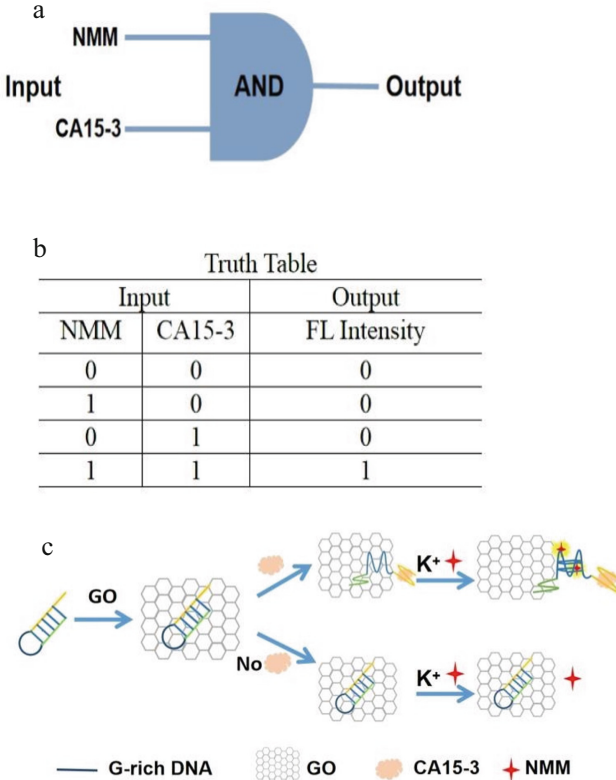 a
NMM
AND
Input
Output
CA15-3
b
Truth Table
Input Output
NMM CA15-3 FL Intensity
0 0 0
1 0 0
0 1 0
1 1 1
c
GO
K⁺
No
K⁺
G-rich DNA GO CA15-3 NMM